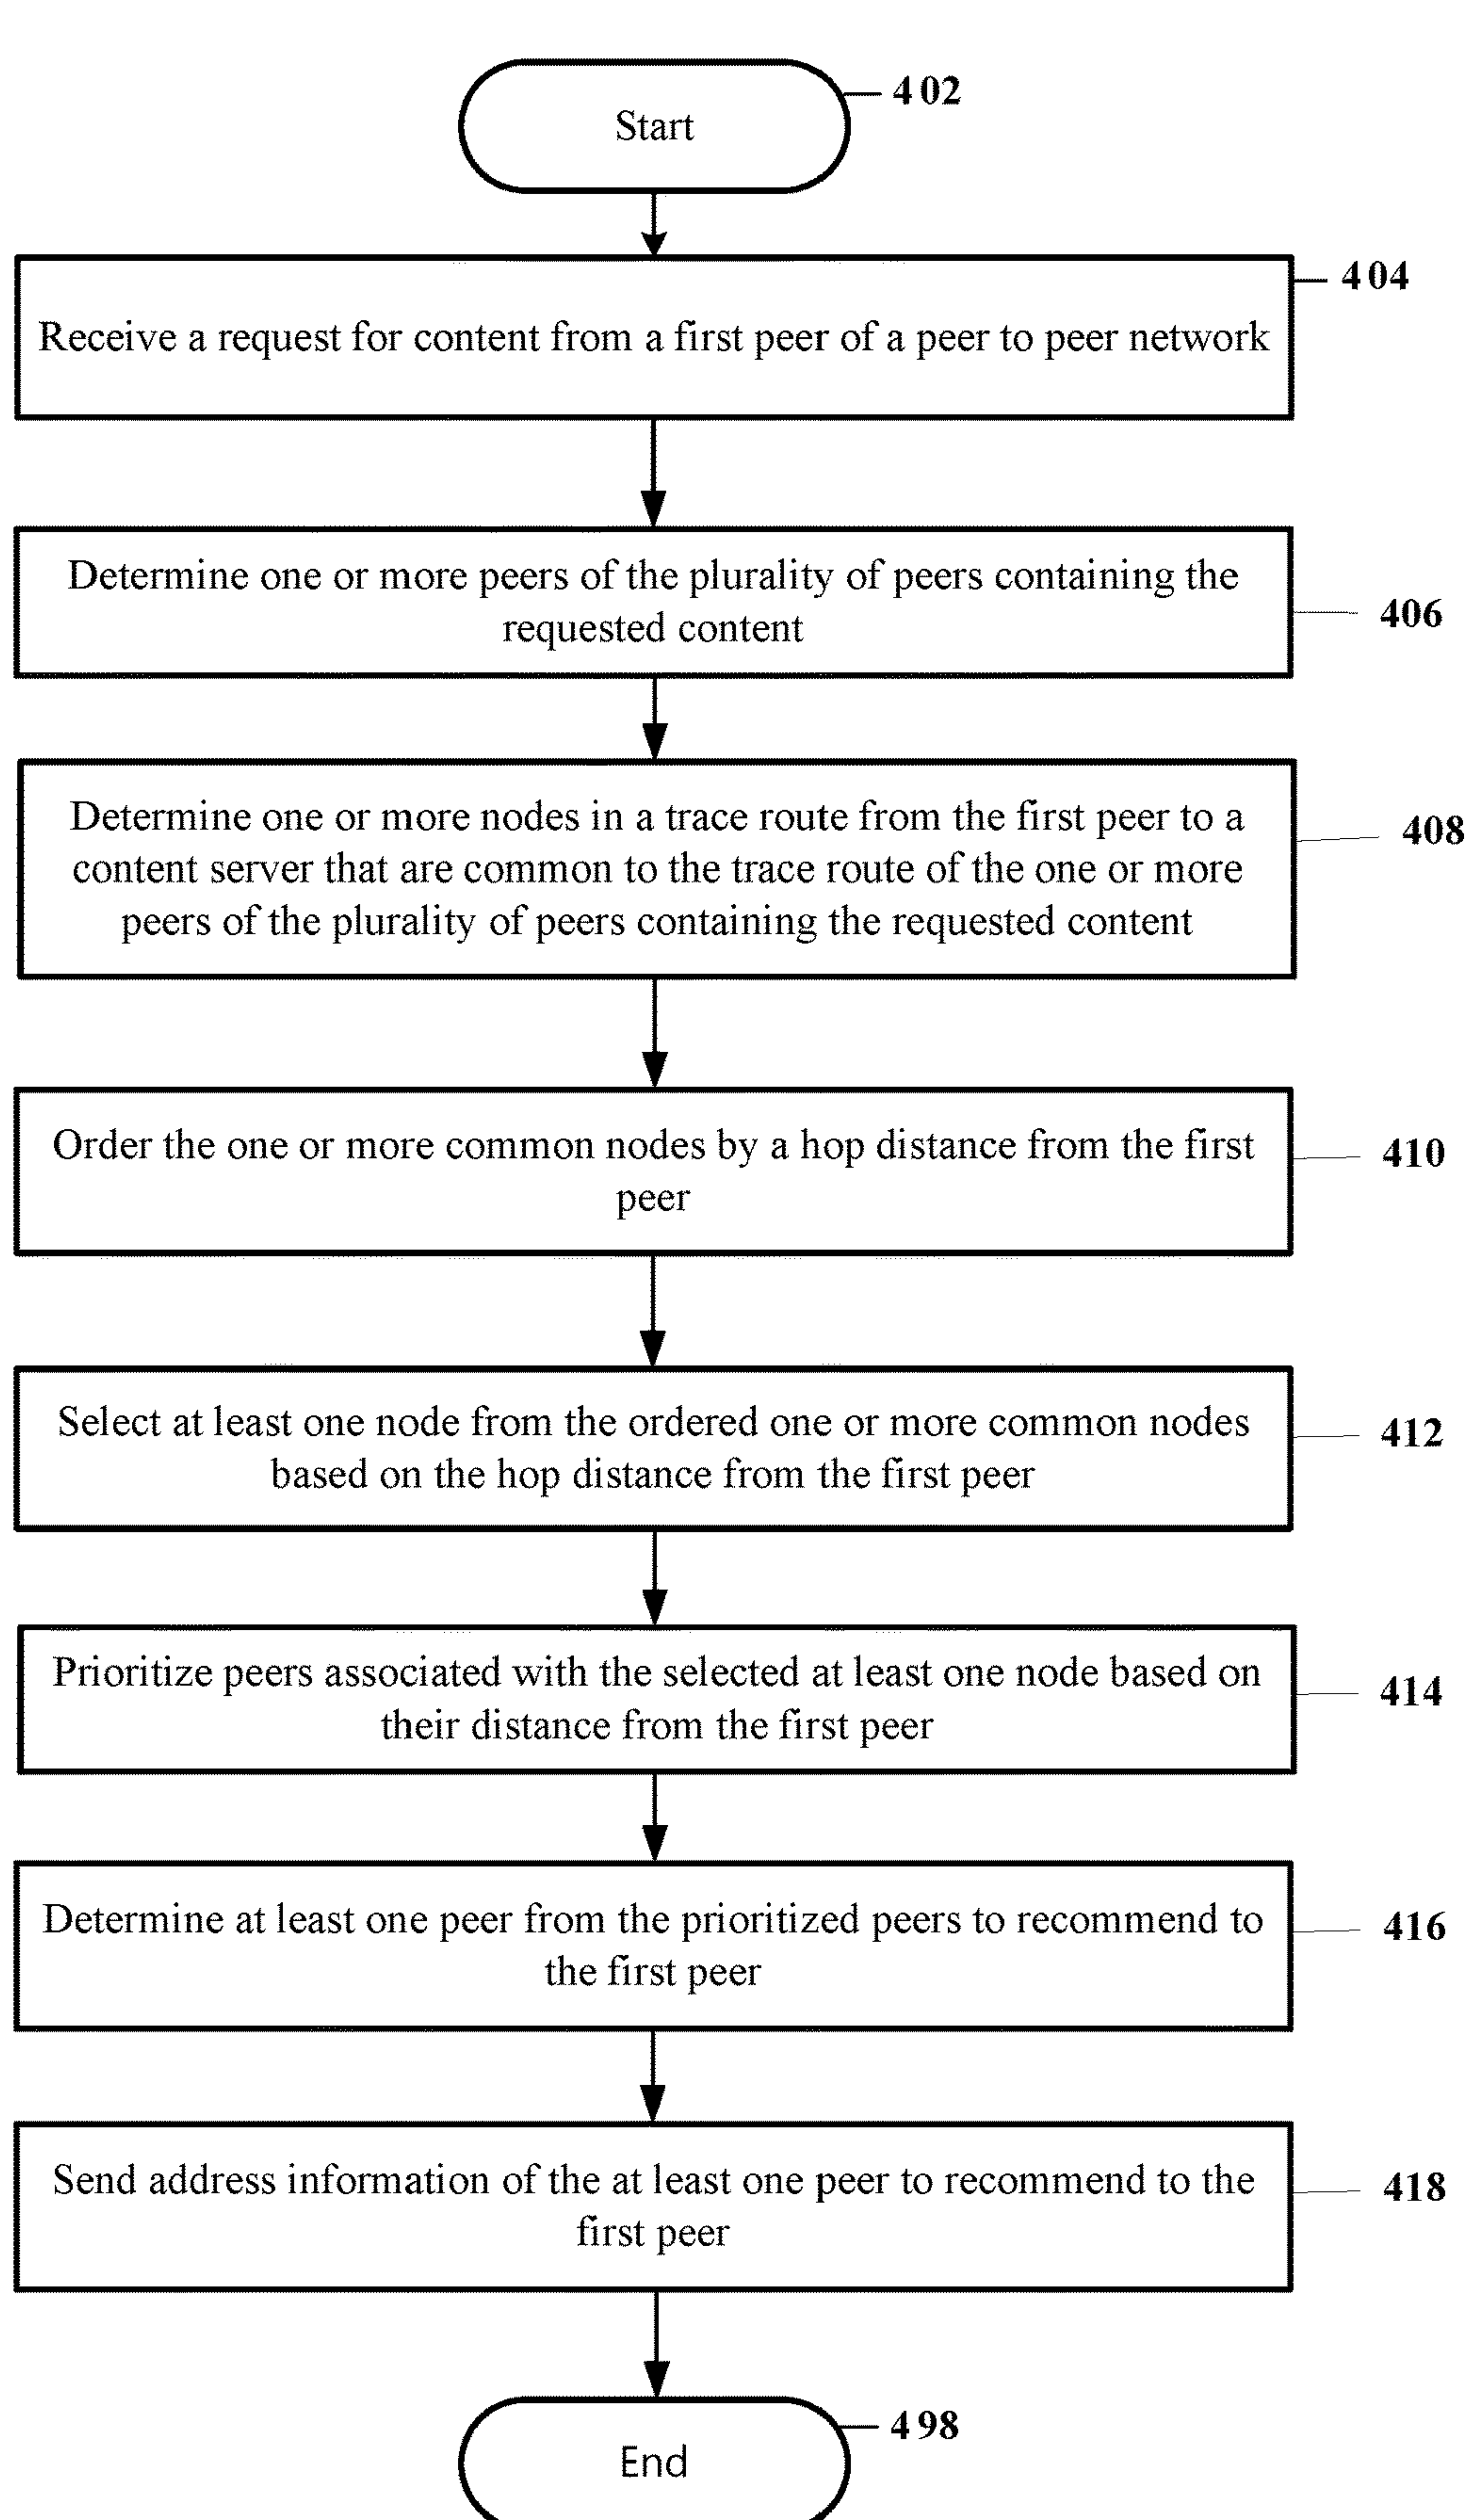 Start
402
Receive a request for content from a first peer of a peer to peer network
404
Determine one or more peers of the plurality of peers containing the
requested content
406
Determine one or more nodes in a trace route from the first peer to a
content server that are common to the trace route of the one or more
peers of the plurality of peers containing the requested content
408
Order the one or more common nodes by a hop distance from the first
peer
410
Select at least one node from the ordered one or more common nodes
based on the hop distance from the first peer
412
Prioritize peers associated with the selected at least one node based on
their distance from the first peer
414
Determine at least one peer from the prioritized peers to recommend to
the first peer
416
Send address information of the at least one peer to recommend to the
first peer
418
End
498